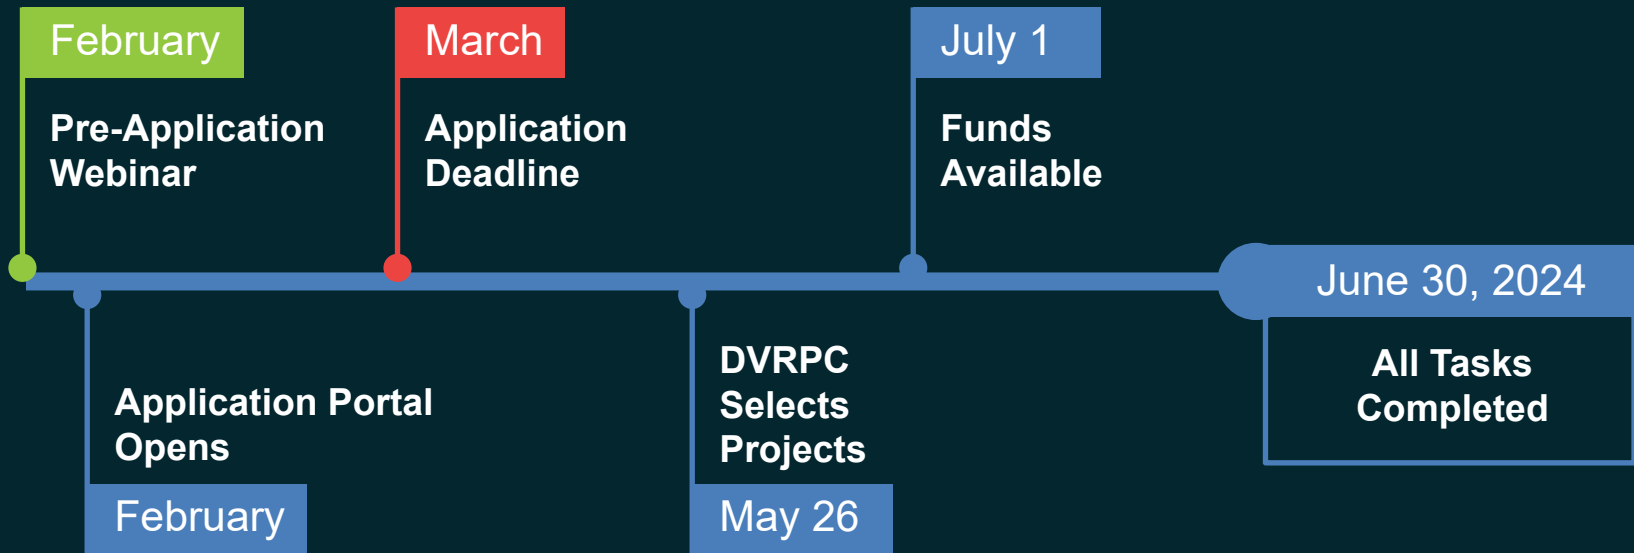 February
Pre-Application
Webinar
Application Portal
Opens
February
March
Application
Deadline
DVRPC
Selects
Projects
May 26
July 1
Funds
Available
June 30, 2024
All Tasks
Completed